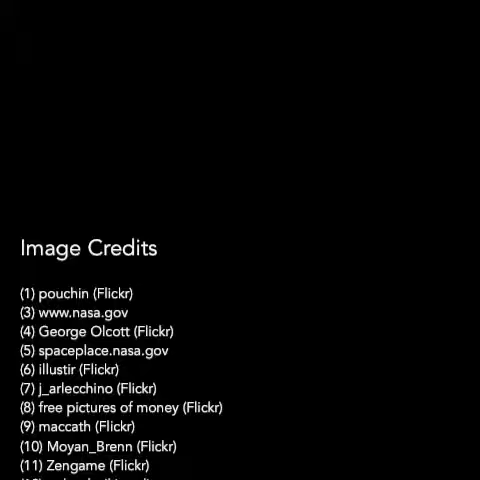 Image Credits
(1) pouchin (Flickr)
(3) www.nasa.gov
(4) George Olcott (Flickr)
(5) spaceplace.nasa.gov
(6) illustir (Flickr)
(7) j_arlecchino (Flickr)
(8) free pictures of money (Flickr)
(9) maccath (Flickr)
(10) Moyan_Brenn (Flickr)
(11) Zengame (Flickr)